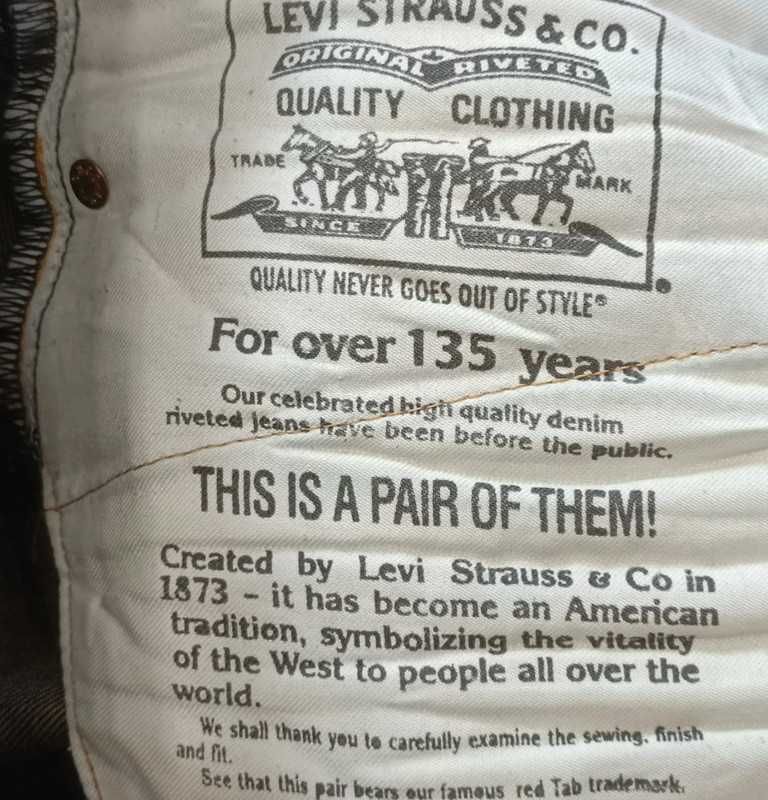 LEVI STRAUSS & CO.
ORIGINAL RIVETED
QUALITY CLOTHING
TRADE MARK
SINCE 1873
QUALITY NEVER GOES OUT OF STYLE®
For over 135 years
Our celebrated high quality denim
riveted jeans have been before the public.
THIS IS A PAIR OF THEM!
Created by Levi Strauss & Co in
1873 – it has become an American
tradition, symbolizing the vitality
of the West to people all over the
world.
We shall thank you to carefully examine the sewing, finish
and fit.
See that this pair bears our famous red Tab trademark.